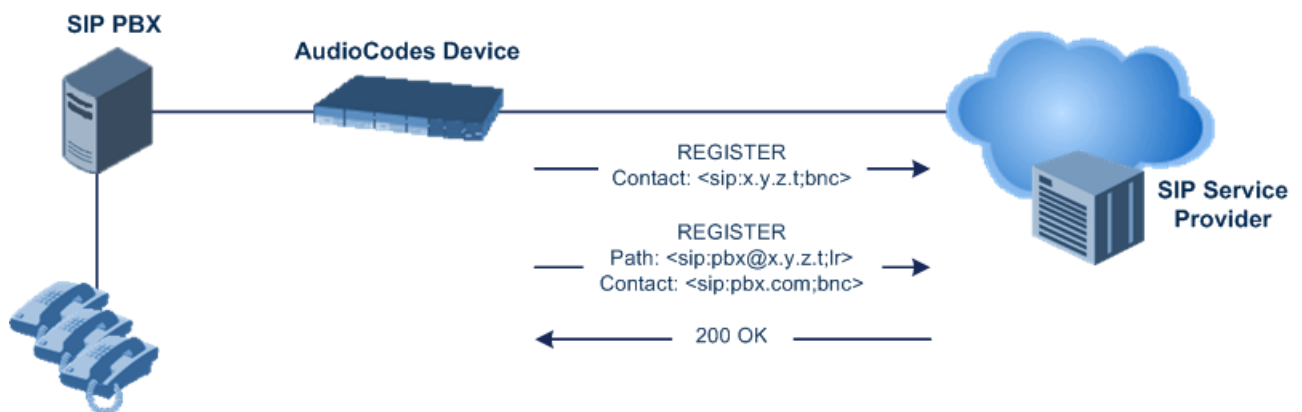 SIP PBX
AudioCodes Device
REGISTER
Contact: <sip:x.y.z.t;bnc>
SIP Service
Provider
REGISTER
Path: <sip:pbx@x.y.z.t;lr>
Contact: <sip:pbx.com;bnc>
200 OK